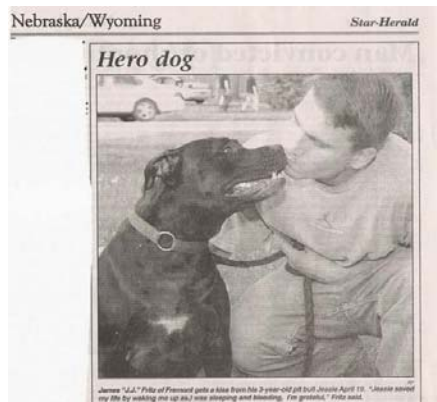 Nebraska/Wyoming Star-Herald
Hero dog
James "J.J." Fritz of Fremont gets a kiss from his 3-year-old pit bull Jessie April 19. "Jessie saved
my life by waking me up as I was sleeping and bleeding. I'm grateful," Fritz said.